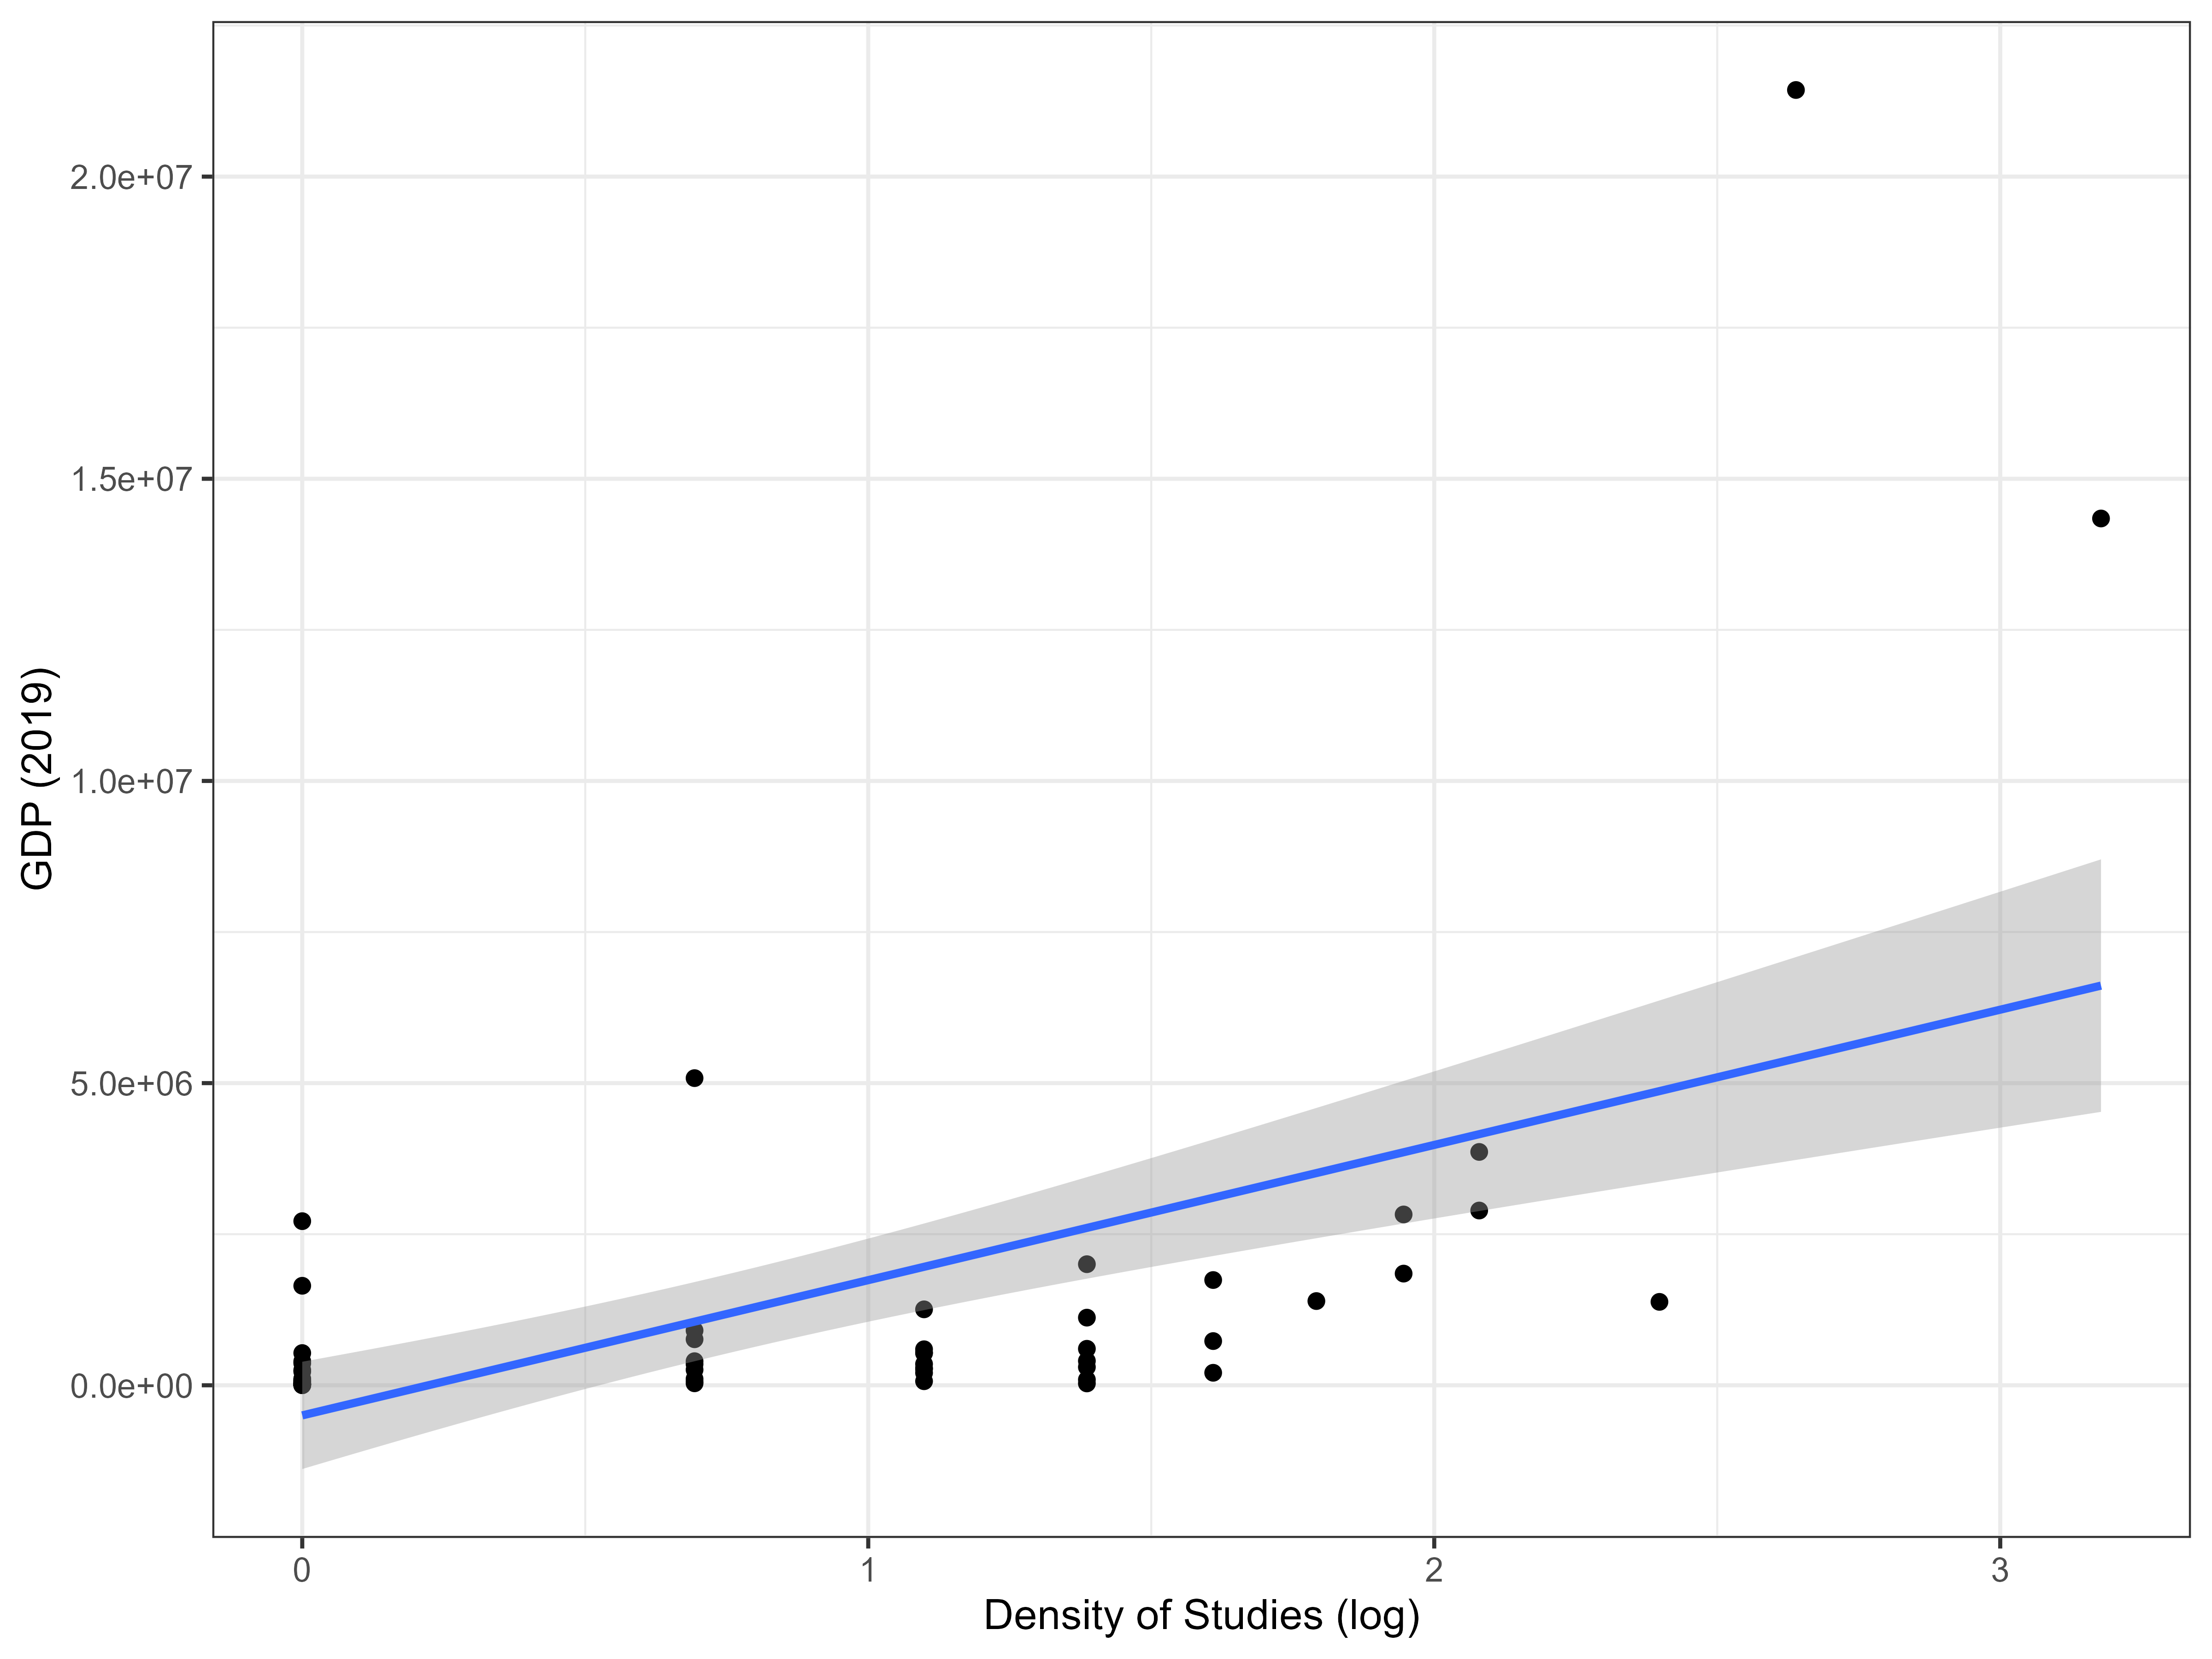 GDP (2019)
2.0e+07
1.5e+07
1.0e+07
5.0e+06
0.0e+00
0 1 2 3
Density of Studies (log)